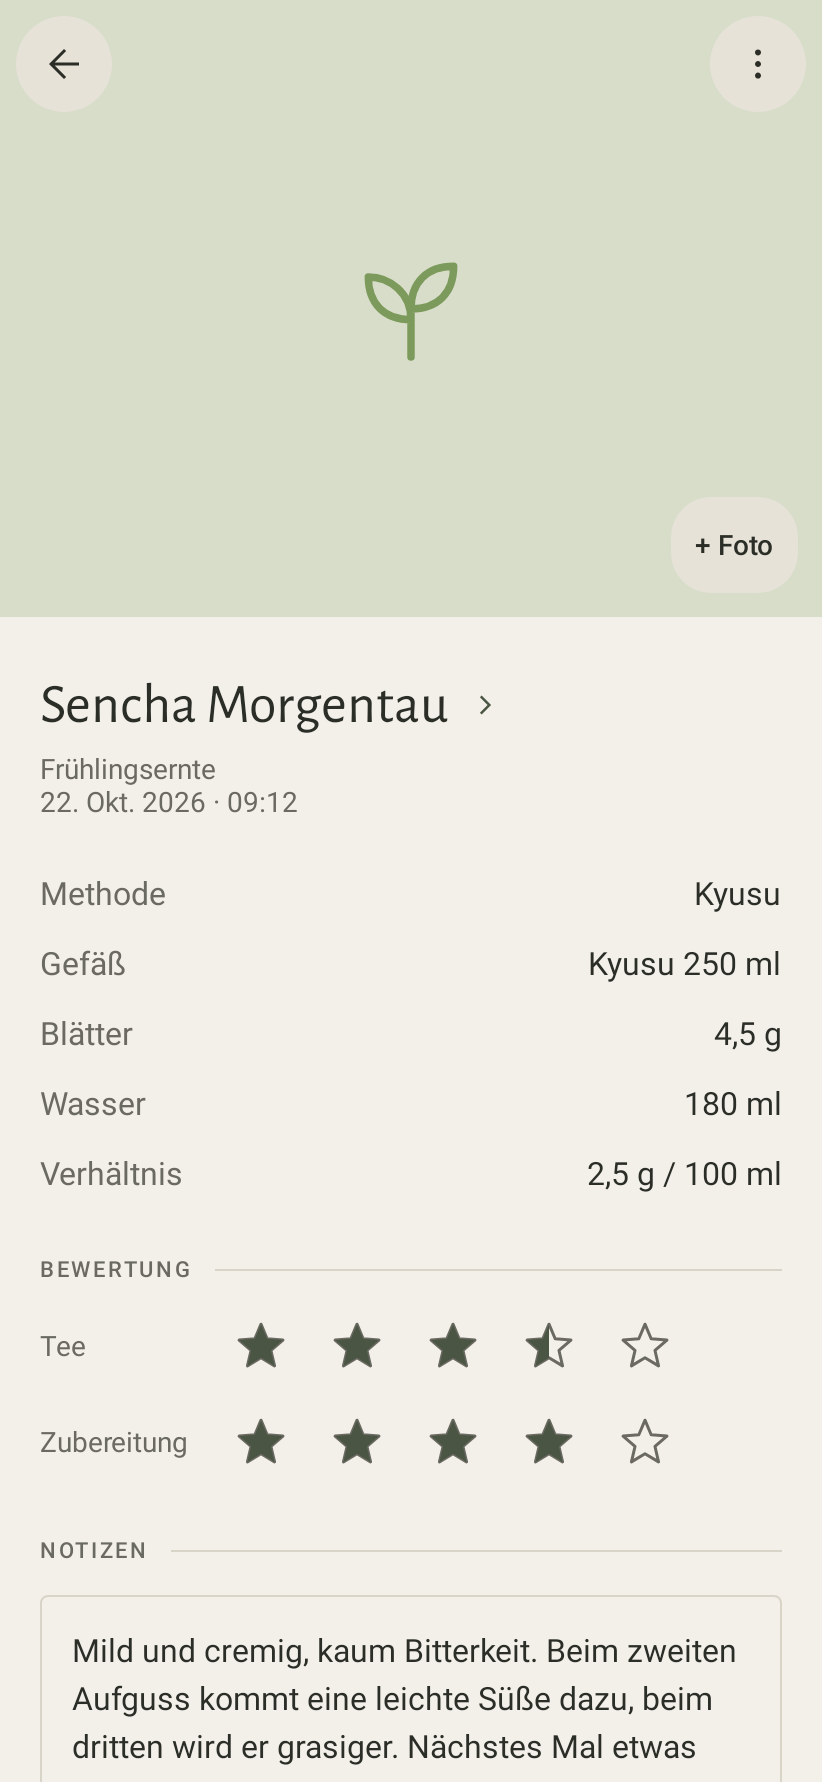 + Foto
Sencha Morgentau
Frühlingsernte
22. Okt. 2026 · 09:12
Methode Kyusu
Gefäß Kyusu 250 ml
Blätter 4,5 g
Wasser 180 ml
Verhältnis 2,5 g / 100 ml
BEWERTUNG
Tee
Zubereitung
NOTIZEN
Mild und cremig, kaum Bitterkeit. Beim zweiten
Aufguss kommt eine leichte Süße dazu, beim
dritten wird er grasiger. Nächstes Mal etwas